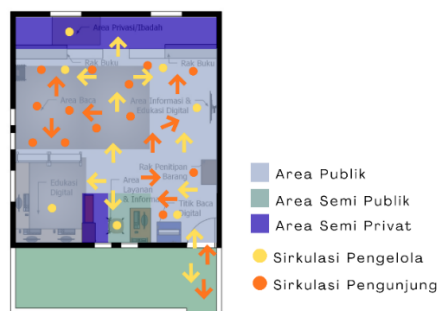 Area Privasi/Ibadah
Rak Buku
Rak Buku
Area Baca
Area Informasi &
Edukasi Digital
Rak Penitipan
Barang
Edukasi
Digital
Area
Layanan
& Informasi
Titik Baca
Digital
Area Publik
Area Semi Publik
Area Semi Privat
Sirkulasi Pengelola
Sirkulasi Pengunjung